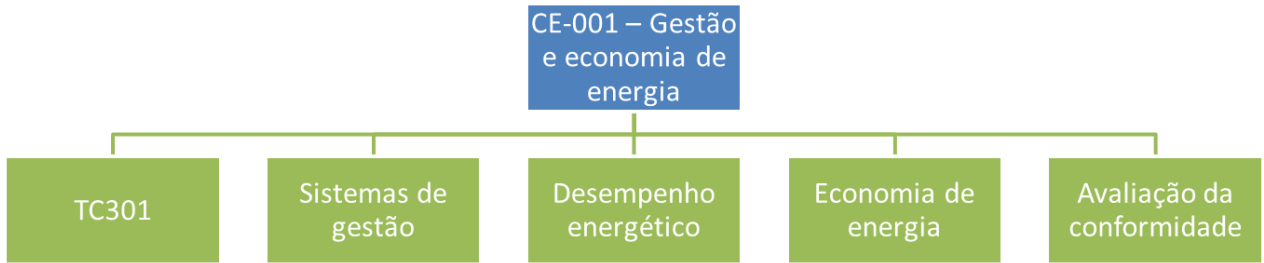 CE-001 – Gestão
e economia de
energia
TC301
Sistemas de
gestão
Desempenho
energético
Economia de
energia
Avaliação da
conformidade